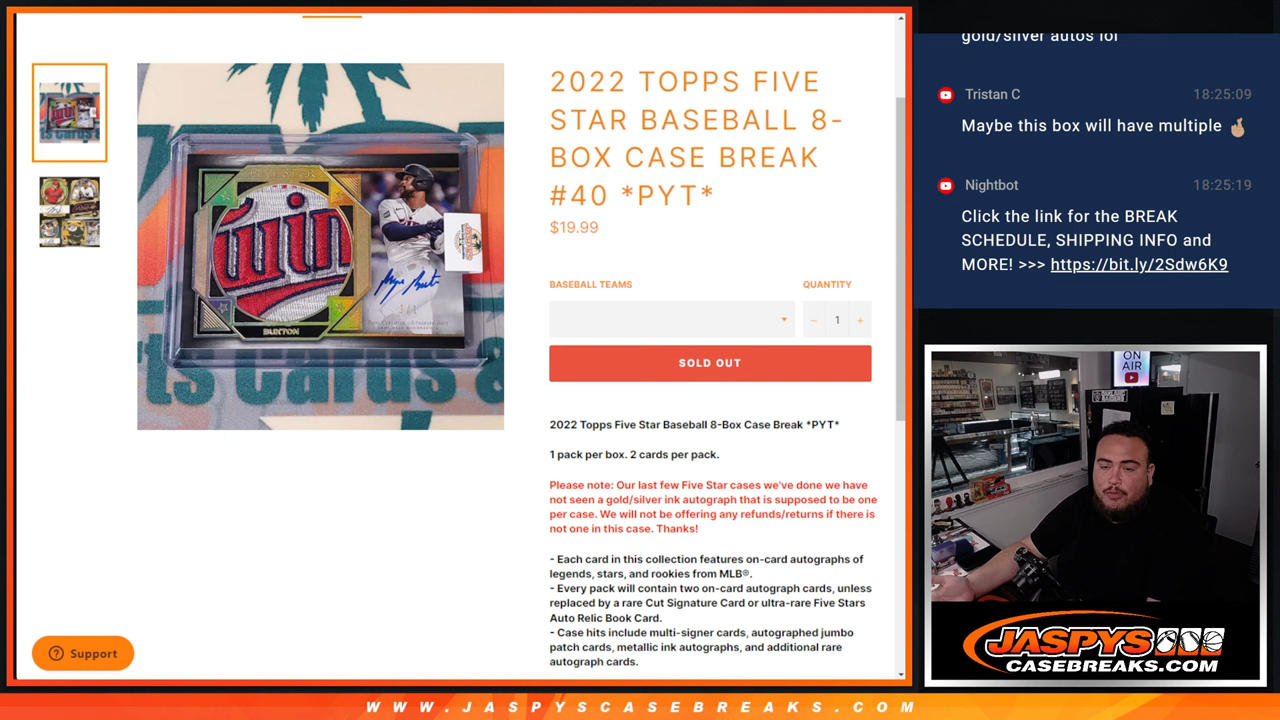 2022 TOPPS FIVE
STAR BASEBALL 8-
BOX CASE BREAK
#40 *PYT*
$19.99
BASEBALL TEAMS
QUANTITY
− 1 +
SOLD OUT
2022 Topps Five Star Baseball 8-Box Case Break *PYT*
1 pack per box. 2 cards per pack.
Please note: Our last few Five Star cases we've done we have
not seen a gold/silver ink autograph that is supposed to be one
per case. We will not be offering any refunds/returns if there is
not one in this case. Thanks!
- Each card in this collection features on-card autographs of
legends, stars, and rookies from MLB®.
- Every pack will contain two on-card autograph cards, unless
replaced by a rare Cut Signature Card or ultra-rare Five Stars
Auto Relic Book Card.
- Case hits include multi-signer cards, autographed jumbo
patch cards, metallic ink autographs, and additional rare
autograph cards.
win
BUXTON
rts Cards &
Support
gold/silver autos lol
Tristan C 18:25:09
Maybe this box will have multiple 🤞🏼
Nightbot 18:25:19
Click the link for the BREAK
SCHEDULE, SHIPPING INFO and
MORE! >>> https://bit.ly/2Sdw6K9
ON
AIR
JASPYS
CASEBREAKS.COM
WWW.JASPYSCASEBREAKS.COM